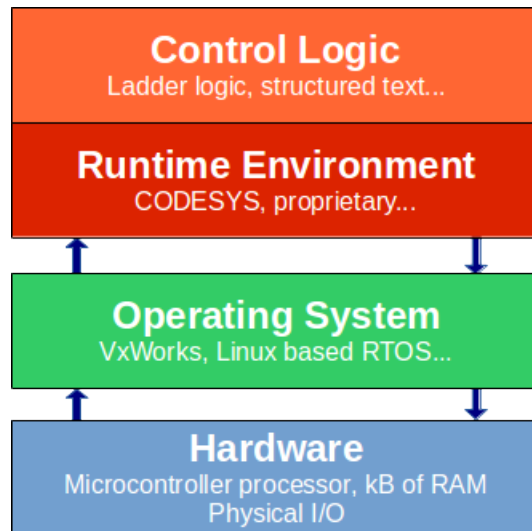 Control Logic
Ladder logic, structured text...
Runtime Environment
CODESYS, proprietary...
Operating System
VxWorks, Linux based RTOS...
Hardware
Microcontroller processor, kB of RAM
Physical I/O